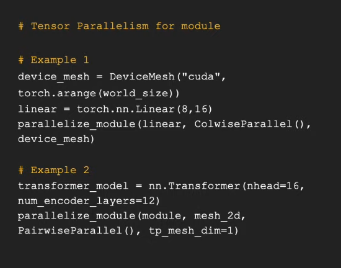 # Tensor Parallelism for module
# Example 1
device_mesh = DeviceMesh("cuda",
torch.arange(world_size))
linear = torch.nn.Linear(8,16)
parallelize_module(linear, ColwiseParallel(),
device_mesh)
# Example 2
transformer_model = nn.Transformer(nhead=16,
num_encoder_layers=12)
parallelize_module(module, mesh_2d,
PairwiseParallel(), tp_mesh_dim=1)